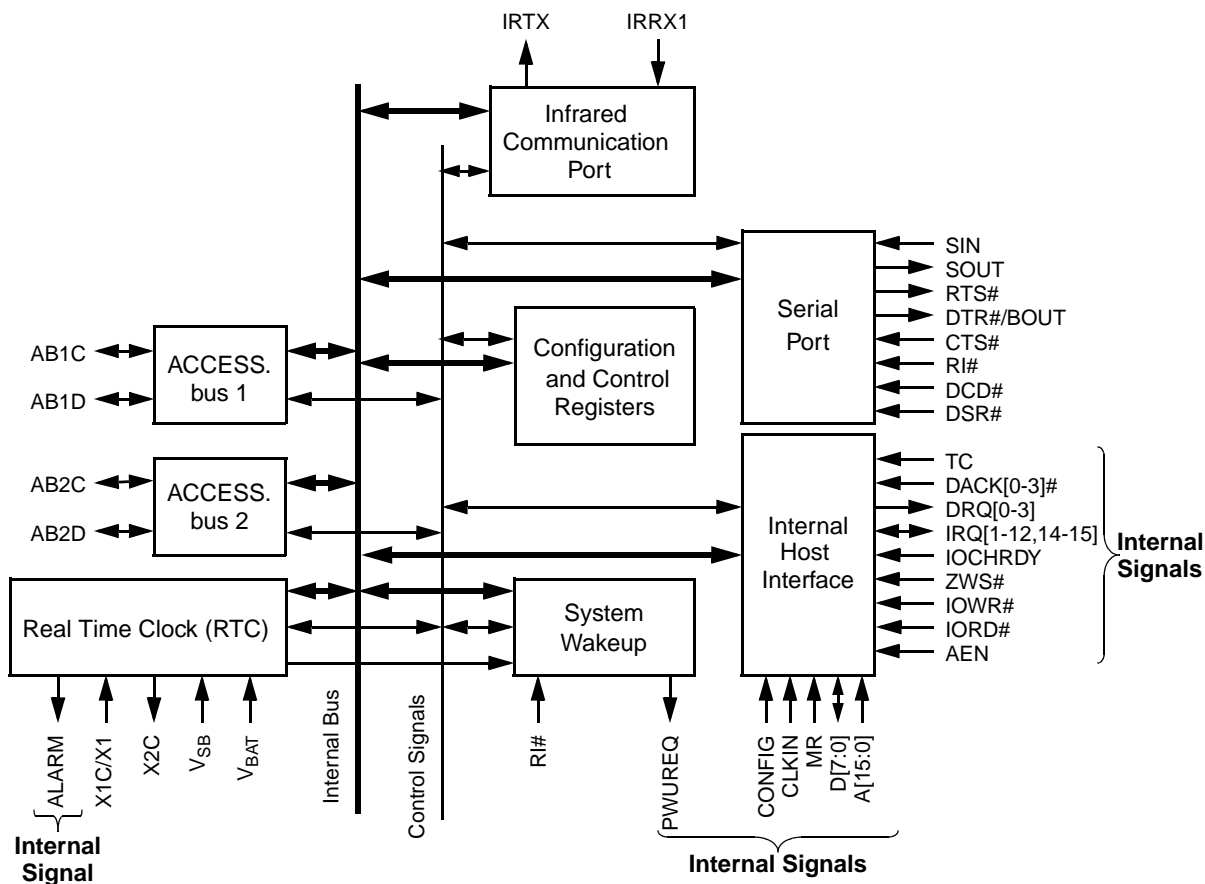 IRTX
IRRX1
Infrared
Communication
Port
SIN
SOUT
RTS#
DTR#/BOUT
CTS#
RI#
DCD#
DSR#
Serial
Port
AB1C
AB1D
ACCESS.
bus 1
Configuration
and Control
Registers
AB2C
AB2D
ACCESS.
bus 2
Internal
Host
Interface
TC
DACK[0-3]#
DRQ[0-3]
IRQ[1-12,14-15]
IOCHRDY
ZWS#
IOWR#
IORD#
AEN
Internal
Signals
Real Time Clock (RTC)
System
Wakeup
ALARM
X1C/X1
X2C
VSB
VBAT
Internal Bus
Control Signals
RI#
PWUREQ
CONFIG
CLKIN
MR
D[7:0]
A[15:0]
Internal
Signal
Internal Signals